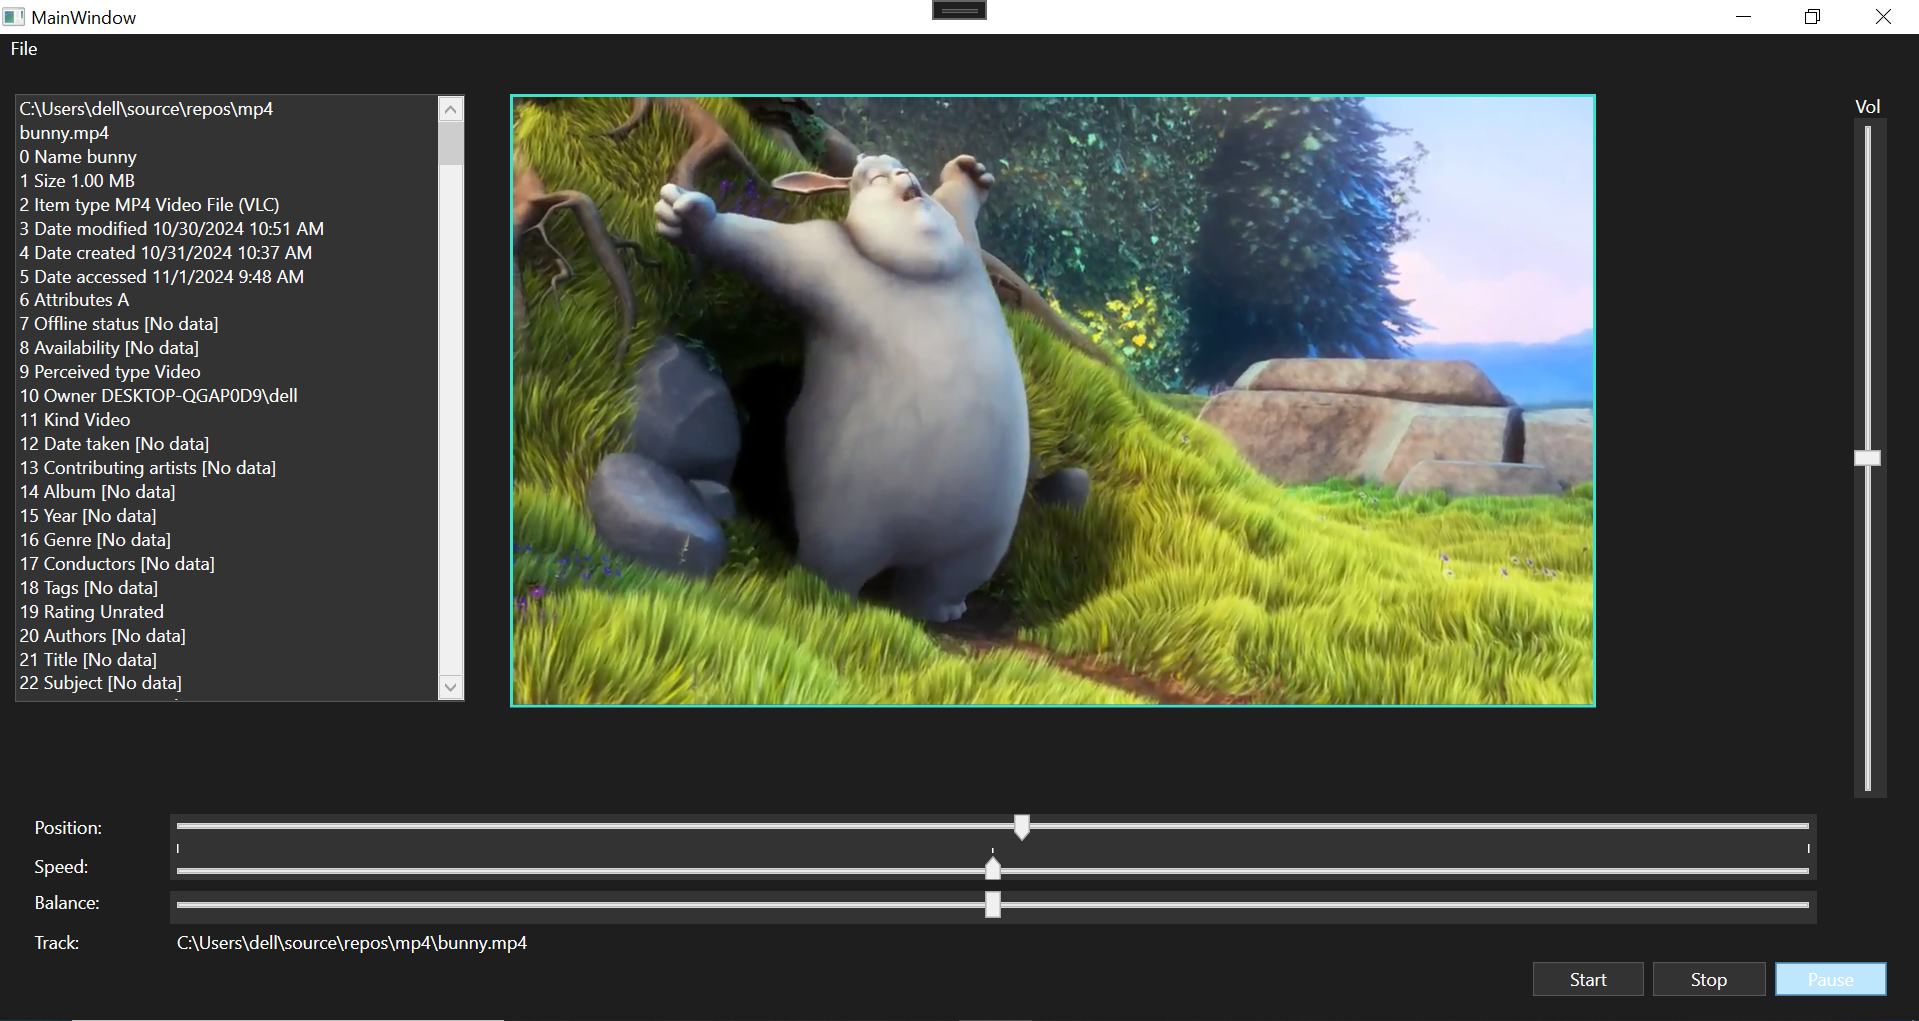 MainWindow
File
C:\Users\dell\source\repos\mp4
bunny.mp4
0 Name bunny
1 Size 1.00 MB
2 Item type MP4 Video File (VLC)
3 Date modified 10/30/2024 10:51 AM
4 Date created 10/31/2024 10:37 AM
5 Date accessed 11/1/2024 9:48 AM
6 Attributes A
7 Offline status [No data]
8 Availability [No data]
9 Perceived type Video
10 Owner DESKTOP-QGAP0D9\dell
11 Kind Video
12 Date taken [No data]
13 Contributing artists [No data]
14 Album [No data]
15 Year [No data]
16 Genre [No data]
17 Conductors [No data]
18 Tags [No data]
19 Rating Unrated
20 Authors [No data]
21 Title [No data]
22 Subject [No data]
Vol
Position:
Speed:
Balance:
Track: C:\Users\dell\source\repos\mp4\bunny.mp4
Start Stop Pause